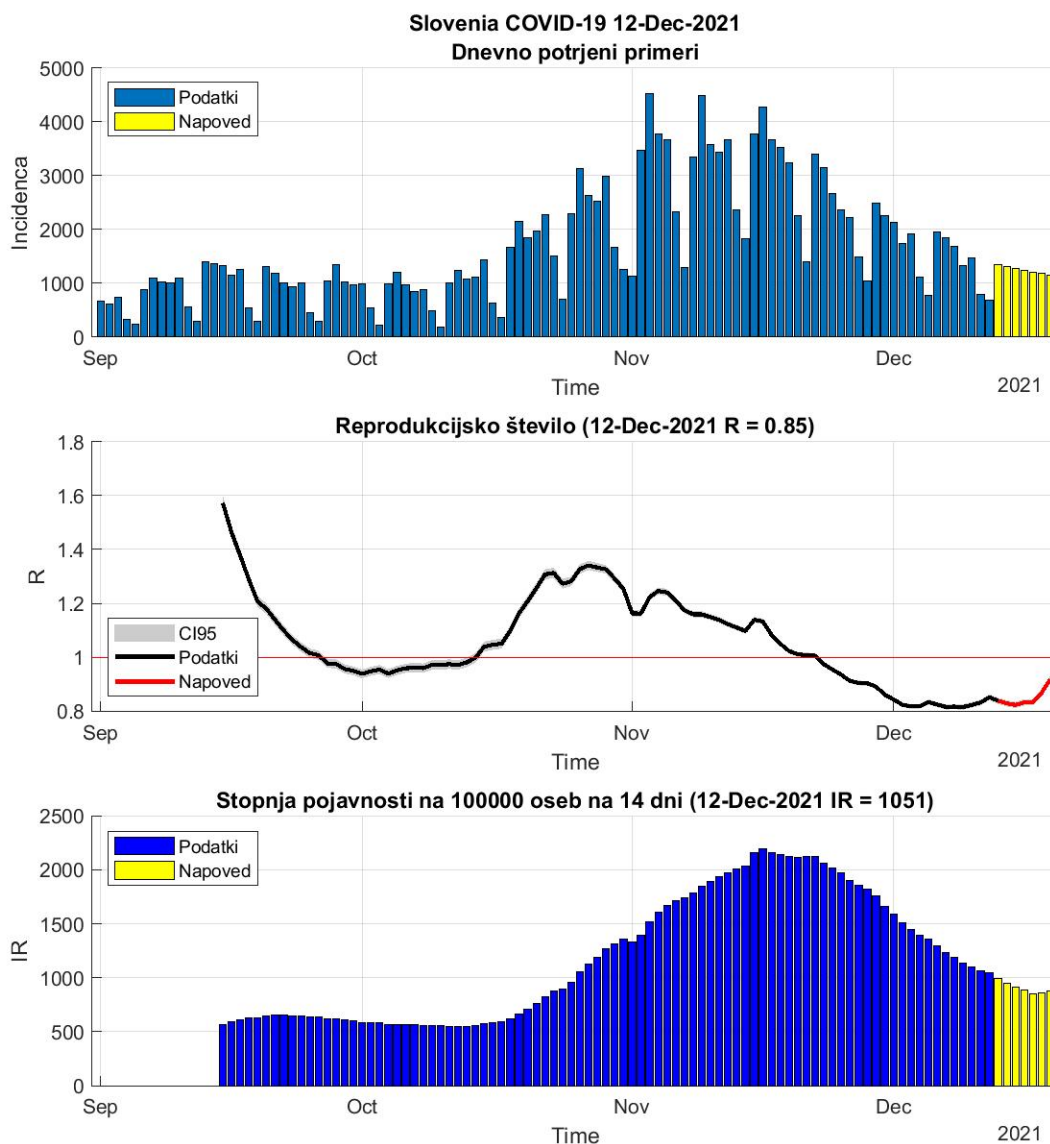 Slovenia COVID-19 12-Dec-2021
Dnevno potrjeni primeri
5000
4000
3000
2000
1000
0
Incidenca
Podatki
Napoved
Sep
Oct
Nov
Dec
Time
2021
Reprodukcijsko število (12-Dec-2021 R = 0.85)
1.8
1.6
1.4
1.2
1
0.8
R
CI95
Podatki
Napoved
Sep
Oct
Nov
Dec
Time
2021
Stopnja pojavnosti na 100000 oseb na 14 dni (12-Dec-2021 IR = 1051)
2500
2000
1500
1000
500
0
IR
Podatki
Napoved
Sep
Oct
Nov
Dec
Time
2021